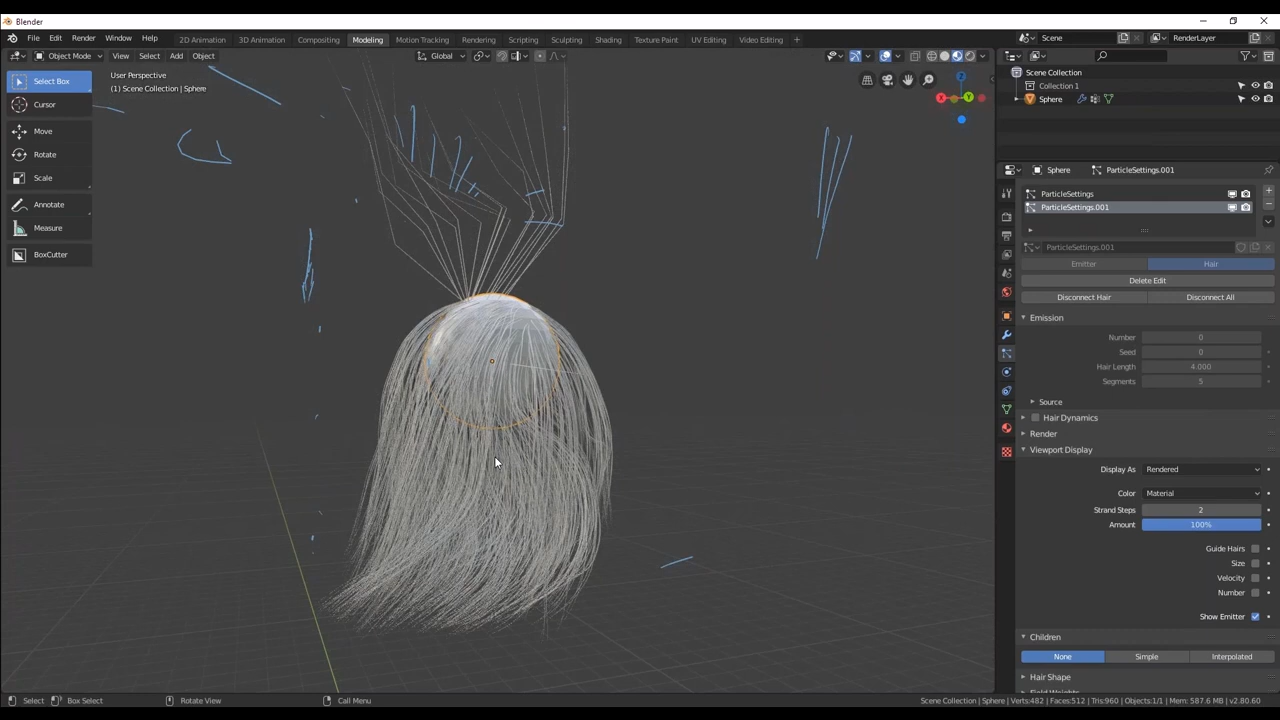 Blender
File Edit Render Window Help 2D Animation 3D Animation Compositing Modeling Motion Tracking Rendering Scripting Sculpting Shading Texture Paint UV Editing Video Editing + Scene RenderLayer
Object Mode View Select Add Object Global
User Perspective
(1) Scene Collection | Sphere
Select Box
Cursor
Move
Rotate
Scale
Annotate
Measure
BoxCutter
X Y Z
Scene Collection
Collection 1
Sphere
Sphere ParticleSettings.001
ParticleSettings
ParticleSettings.001
ParticleSettings.001
Emitter Hair
Delete Edit
Disconnect Hair Disconnect All
Emission
Number 0
Seed 0
Hair Length 4.000
Segments 5
Source
Hair Dynamics
Render
Viewport Display
Display As Rendered
Color Material
Strand Steps 2
Amount 100%
Guide Hairs
Size
Velocity
Number
Show Emitter
Children
None Simple Interpolated
Hair Shape
Select Box Select Rotate View Call Menu Scene Collection | Sphere | Verts:482 | Faces:512 | Tris:960 | Objects:1/1 | Mem: 587.6 MB | v2.80.60